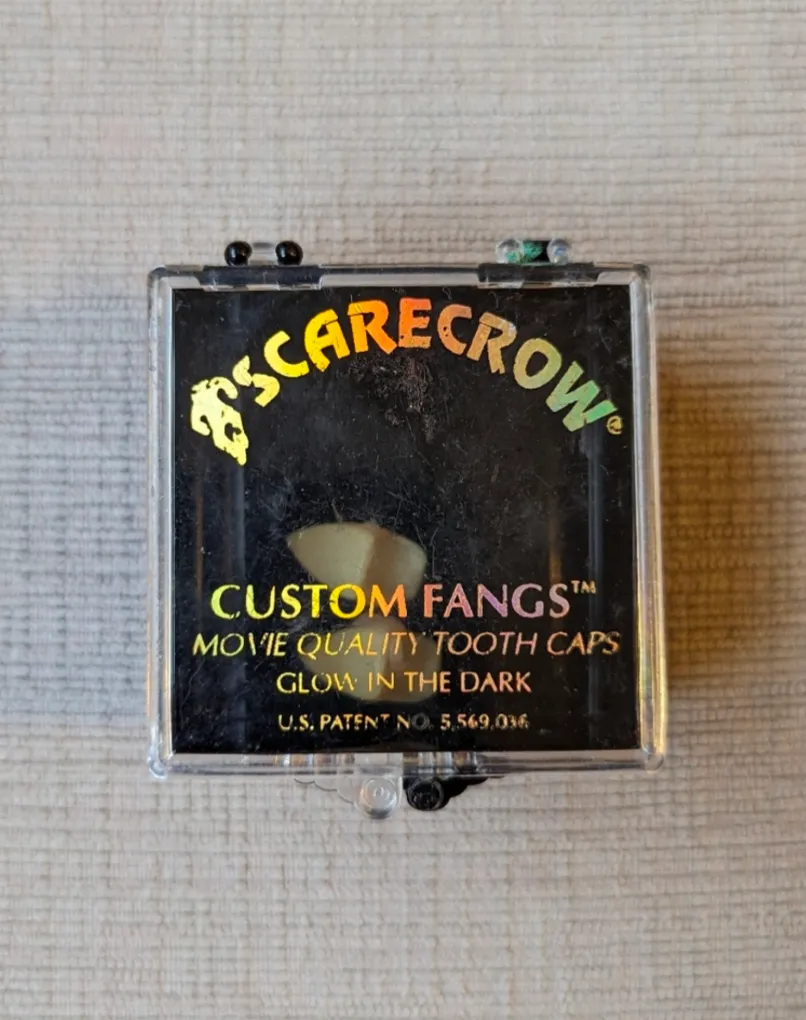 SCARECROW®
CUSTOM FANGS™
MOVIE QUALITY TOOTH CAPS
GLOW IN THE DARK
U.S. PATENT NO. 5,569,036